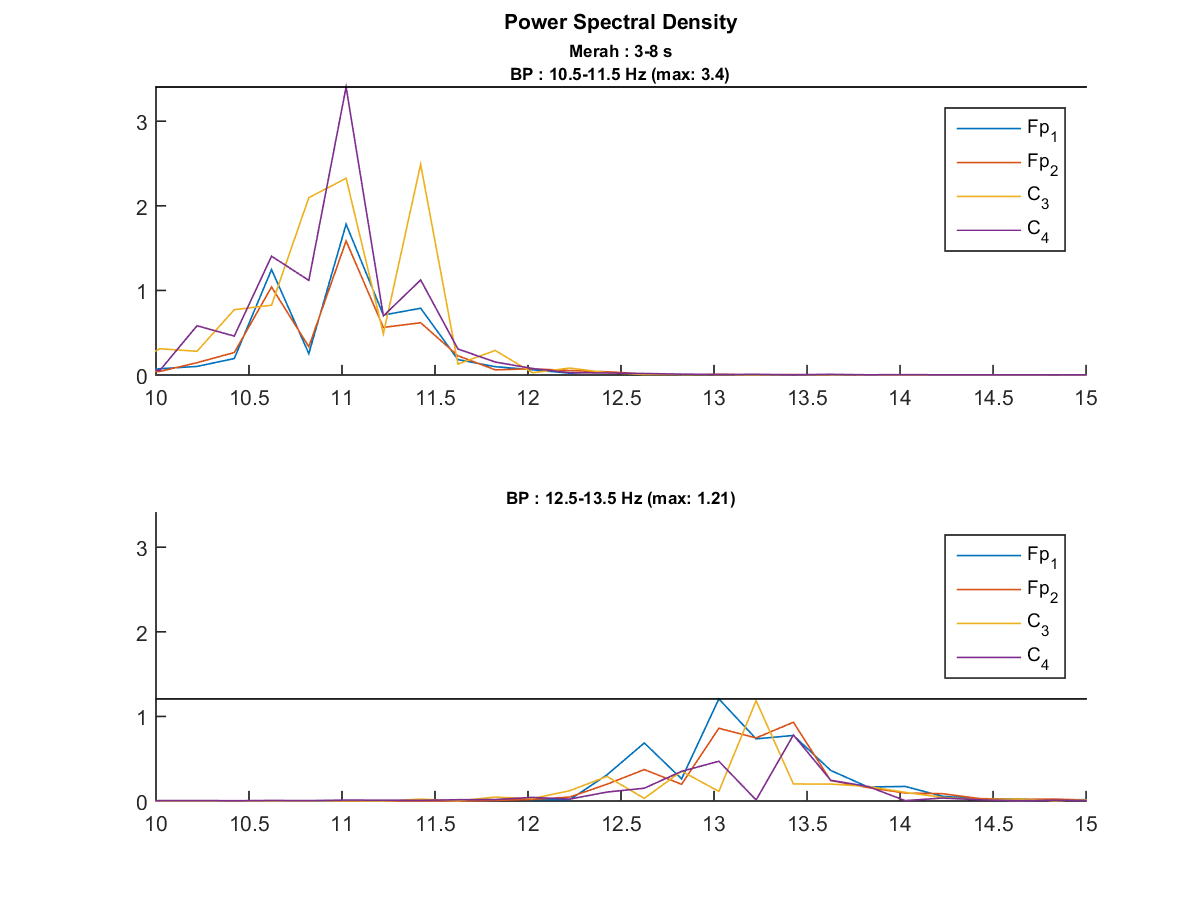 Power Spectral Density
Merah : 3-8 s
BP : 10.5-11.5 Hz (max: 3.4)
3
2
1
0
10 10.5 11 11.5 12 12.5 13 13.5 14 14.5 15
Fp1
Fp2
C3
C4
BP : 12.5-13.5 Hz (max: 1.21)
3
2
1
0
10 10.5 11 11.5 12 12.5 13 13.5 14 14.5 15
Fp1
Fp2
C3
C4